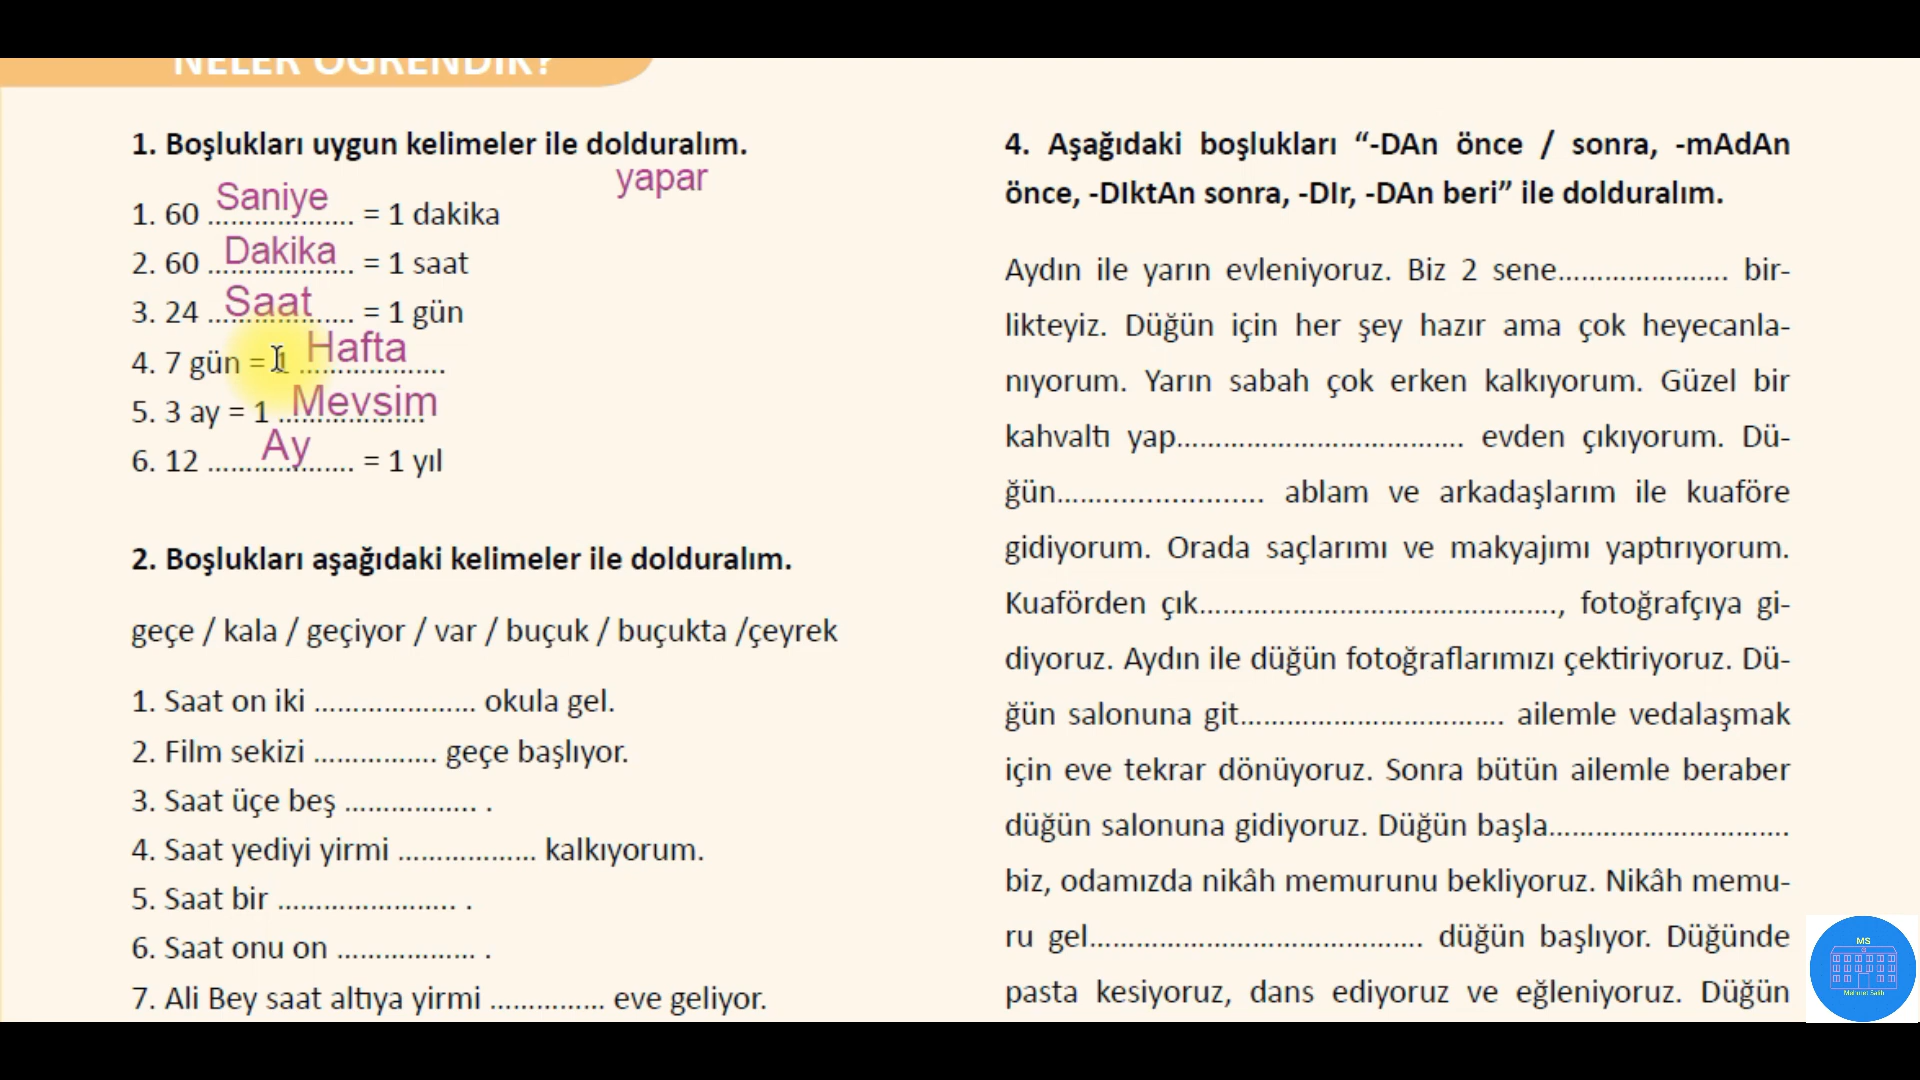 NELER ÖĞRENDİK?
1. Boşlukları uygun kelimeler ile dolduralım.
yapar
1. 60 Saniye = 1 dakika
2. 60 Dakika = 1 saat
3. 24 Saat = 1 gün
4. 7 gün = 1 Hafta
5. 3 ay = 1 Mevsim
6. 12 Ay = 1 yıl
2. Boşlukları aşağıdaki kelimeler ile dolduralım.
geçe / kala / geçiyor / var / buçuk / buçukta /çeyrek
1. Saat on iki ..................... okula gel.
2. Film sekizi ................ geçe başlıyor.
3. Saat üçe beş ................. .
4. Saat yediyi yirmi .................. kalkıyorum.
5. Saat bir ....................... .
6. Saat onu on .................. .
7. Ali Bey saat altıya yirmi ............... eve geliyor.
4. Aşağıdaki boşlukları “-DAn önce / sonra, -mAdAn
önce, -DIktAn sonra, -DIr, -DAn beri” ile dolduralım.
Aydın ile yarın evleniyoruz. Biz 2 sene...................... bir-
likteyiz. Düğün için her şey hazır ama çok heyecanla-
nıyorum. Yarın sabah çok erken kalkıyorum. Güzel bir
kahvaltı yap..................................... evden çıkıyorum. Dü-
ğün........................... ablam ve arkadaşlarım ile kuaföre
gidiyorum. Orada saçlarımı ve makyajımı yaptırıyorum.
Kuaförden çık.............................................., fotoğrafçıya gi-
diyoruz. Aydın ile düğün fotoğraflarımızı çektiriyoruz. Dü-
ğün salonuna git.................................. ailemle vedalaşmak
için eve tekrar dönüyoruz. Sonra bütün ailemle beraber
düğün salonuna gidiyoruz. Düğün başla...............................
biz, odamızda nikâh memurunu bekliyoruz. Nikâh memu-
ru gel........................................... düğün başlıyor. Düğünde
pasta kesiyoruz, dans ediyoruz ve eğleniyoruz. Düğün
MS
Mehmet Salih